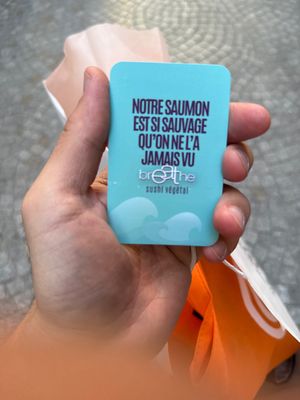 NOTRE SAUMON
EST SI SAUVAGE
QU'ON NE L'A
JAMAIS VU
breathe
sushi végétal